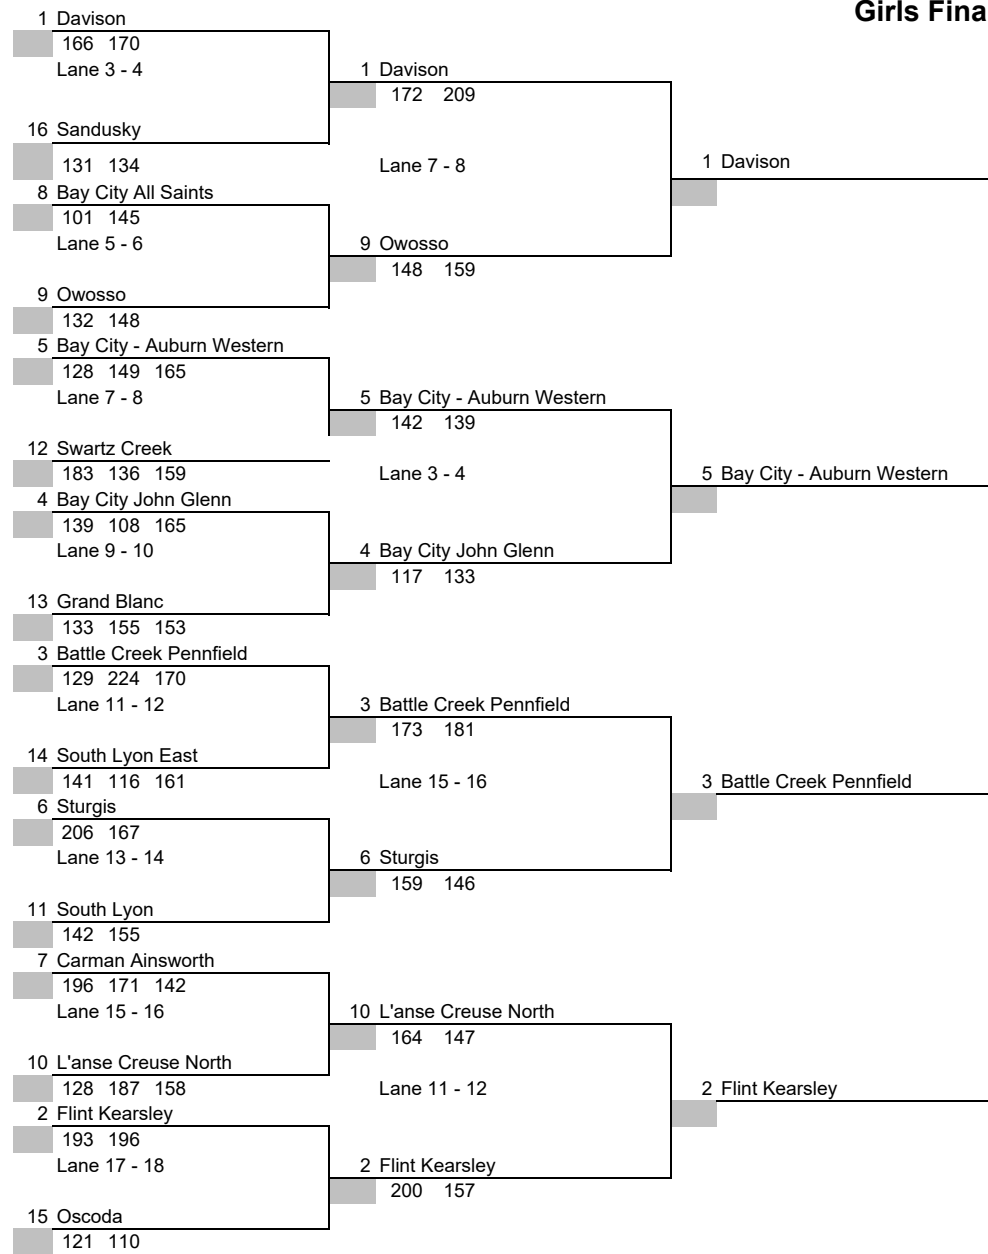 Girls Fina
1 Davison
166 170
Lane 3 - 4
1 Davison
172 209
16 Sandusky
131 134
Lane 7 - 8
1 Davison
8 Bay City All Saints
101 145
Lane 5 - 6
9 Owosso
148 159
9 Owosso
132 148
5 Bay City - Auburn Western
128 149 165
Lane 7 - 8
5 Bay City - Auburn Western
142 139
12 Swartz Creek
183 136 159
Lane 3 - 4
5 Bay City - Auburn Western
4 Bay City John Glenn
139 108 165
Lane 9 - 10
4 Bay City John Glenn
117 133
13 Grand Blanc
133 155 153
3 Battle Creek Pennfield
129 224 170
Lane 11 - 12
3 Battle Creek Pennfield
173 181
14 South Lyon East
141 116 161
Lane 15 - 16
3 Battle Creek Pennfield
6 Sturgis
206 167
Lane 13 - 14
6 Sturgis
159 146
11 South Lyon
142 155
7 Carman Ainsworth
196 171 142
Lane 15 - 16
10 L'anse Creuse North
164 147
10 L'anse Creuse North
128 187 158
Lane 11 - 12
2 Flint Kearsley
2 Flint Kearsley
193 196
Lane 17 - 18
2 Flint Kearsley
200 157
15 Oscoda
121 110